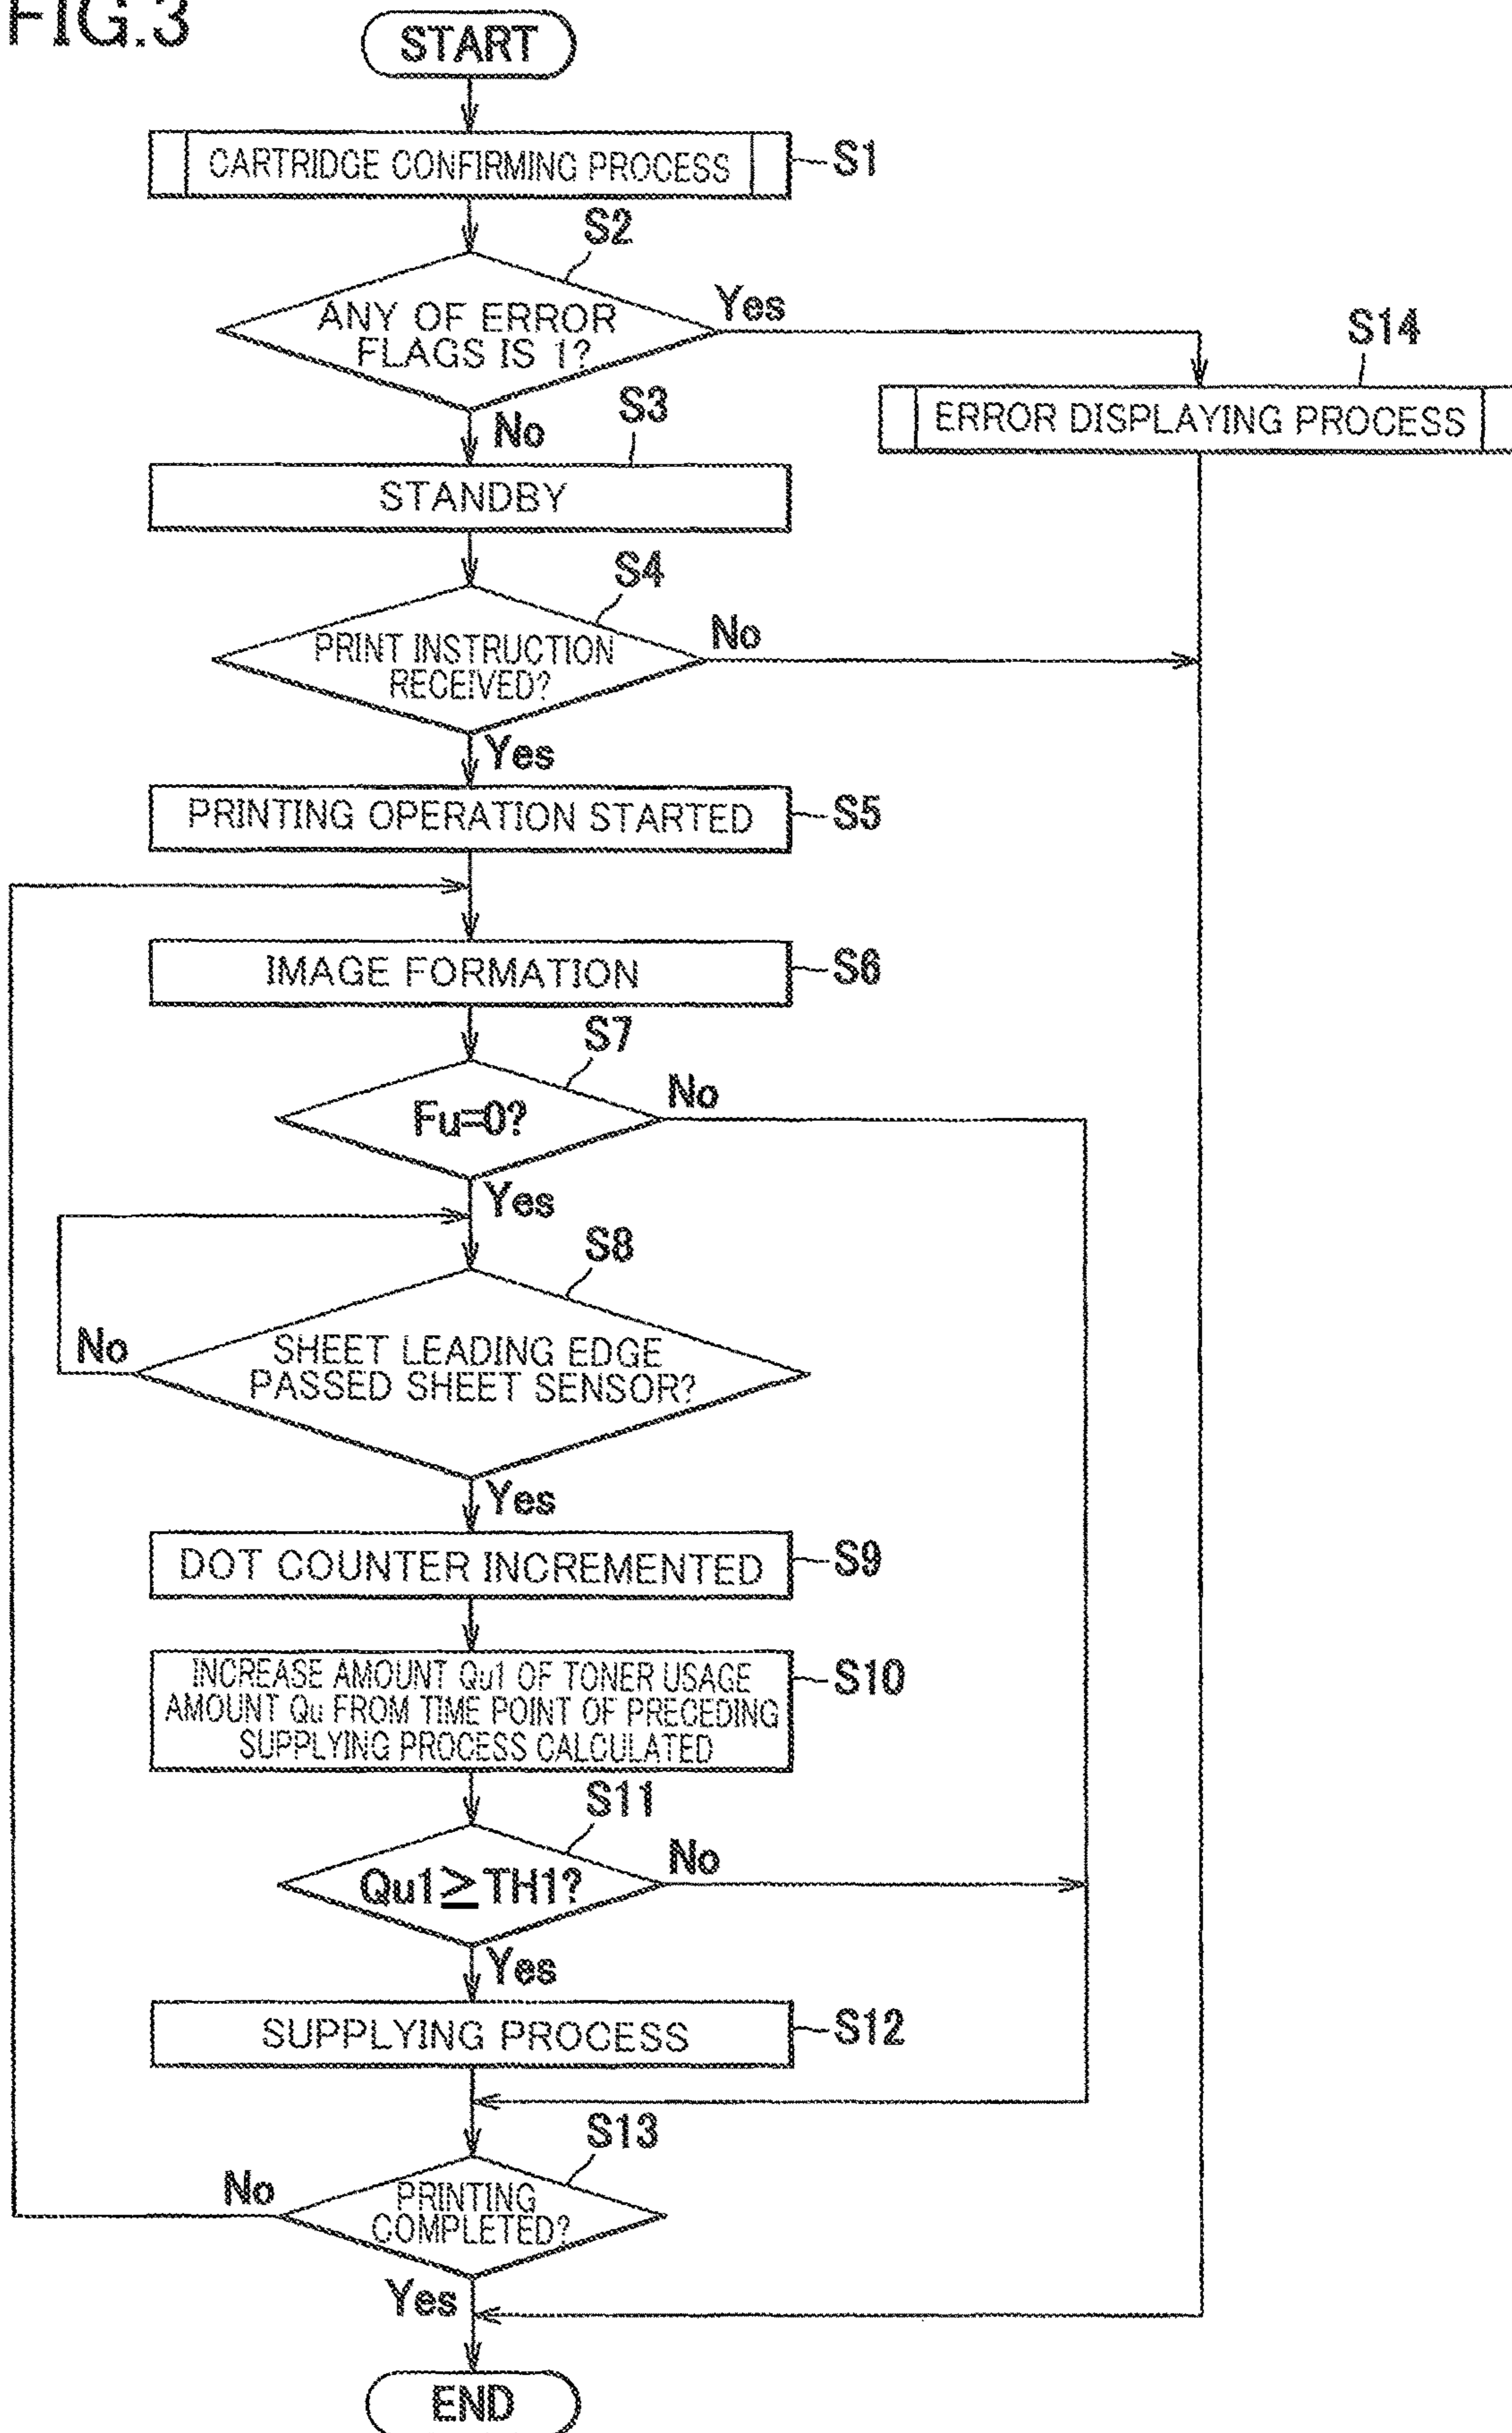 FIG.3
START
CARTRIDGE CONFIRMING PROCESS
S1
S2
ANY OF ERROR
FLAGS IS 1?
Yes
No
S14
ERROR DISPLAYING PROCESS
S3
STANDBY
S4
PRINT INSTRUCTION
RECEIVED?
No
Yes
PRINTING OPERATION STARTED
S5
IMAGE FORMATION
S6
S7
Fu=0?
No
Yes
S8
SHEET LEADING EDGE
PASSED SHEET SENSOR?
No
Yes
DOT COUNTER INCREMENTED
S9
INCREASE AMOUNT Qu1 OF TONER USAGE
AMOUNT Qu FROM TIME POINT OF PRECEDING
SUPPLYING PROCESS CALCULATED
S10
S11
Qu1≧TH1?
No
Yes
SUPPLYING PROCESS
S12
S13
PRINTING
COMPLETED?
No
Yes
END